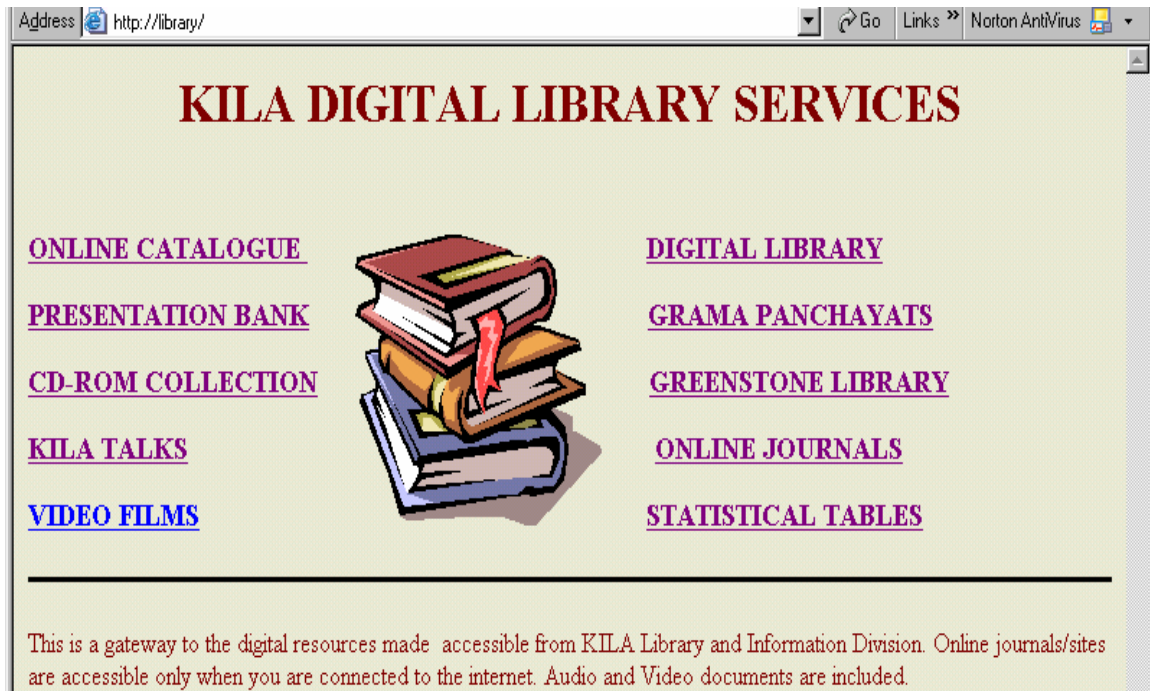 Address http://library/ Go Links » Norton AntiVirus
KILA DIGITAL LIBRARY SERVICES
ONLINE CATALOGUE
PRESENTATION BANK
CD-ROM COLLECTION
KILA TALKS
VIDEO FILMS
DIGITAL LIBRARY
GRAMA PANCHAYATS
GREENSTONE LIBRARY
ONLINE JOURNALS
STATISTICAL TABLES
This is a gateway to the digital resources made accessible from KILA Library and Information Division. Online journals/sites
are accessible only when you are connected to the internet. Audio and Video documents are included.